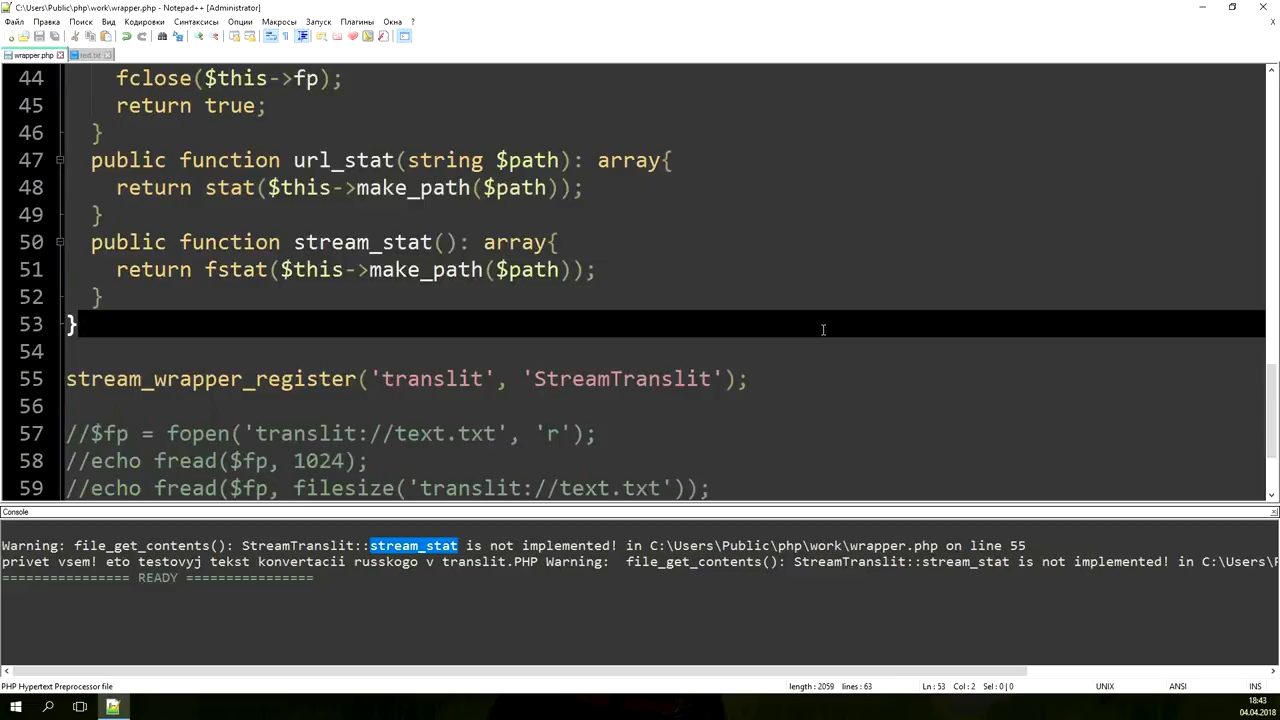 C:\Users\Public\php\work\wrapper.php - Notepad++ [Administrator]
Файл Правка Поиск Вид Кодировки Синтаксисы Опции Макросы Запуск Плагины Окна ?
wrapper.php text.txt
44 fclose($this->fp);
45 return true;
46 }
47 public function url_stat(string $path): array{
48 return stat($this->make_path($path));
49 }
50 public function stream_stat(): array{
51 return fstat($this->make_path($path));
52 }
53 }
54
55 stream_wrapper_register('translit', 'StreamTranslit');
56
57 //$fp = fopen('translit://text.txt', 'r');
58 //echo fread($fp, 1024);
59 //echo fread($fp, filesize('translit://text.txt'));
Console
Warning: file_get_contents(): StreamTranslit::stream_stat is not implemented! in C:\Users\Public\php\work\wrapper.php on line 55
privet vsem! eto testovyj tekst konvertacii russkogo v translit.PHP Warning:  file_get_contents(): StreamTranslit::stream_stat is not implemented! in C:\Users\P
================ READY ================
PHP Hypertext Preprocessor file length : 2059 lines : 63 Ln : 53 Col : 2 Sel : 0 | 0 UNIX ANSI INS
18:43
04.04.2018